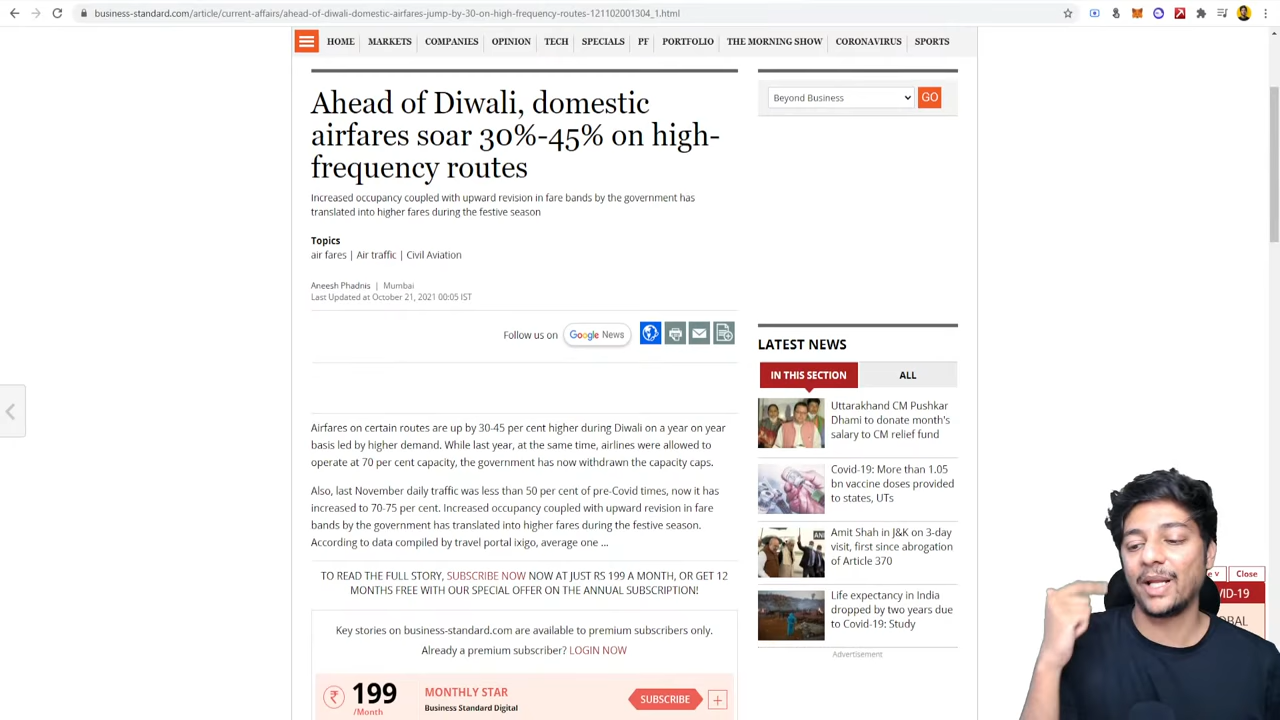 business-standard.com/article/current-affairs/ahead-of-diwali-domestic-airfares-jump-by-30-on-high-frequency-routes-121102001304_1.html
HOME MARKETS COMPANIES OPINION TECH SPECIALS PF PORTFOLIO THE MORNING SHOW CORONAVIRUS SPORTS
Ahead of Diwali, domestic
airfares soar 30%-45% on high-
frequency routes
Increased occupancy coupled with upward revision in fare bands by the government has
translated into higher fares during the festive season
Topics
air fares | Air traffic | Civil Aviation
Aneesh Phadnis | Mumbai
Last Updated at October 21, 2021 00:05 IST
Follow us on Google News
Airfares on certain routes are up by 30-45 per cent higher during Diwali on a year on year
basis led by higher demand. While last year, at the same time, airlines were allowed to
operate at 70 per cent capacity, the government has now withdrawn the capacity caps.
Also, last November daily traffic was less than 50 per cent of pre-Covid times, now it has
increased to 70-75 per cent. Increased occupancy coupled with upward revision in fare
bands by the government has translated into higher fares during the festive season.
According to data compiled by travel portal ixigo, average one ...
TO READ THE FULL STORY, SUBSCRIBE NOW NOW AT JUST RS 199 A MONTH, OR GET 12
MONTHS FREE WITH OUR SPECIAL OFFER ON THE ANNUAL SUBSCRIPTION!
Key stories on business-standard.com are available to premium subscribers only.
Already a premium subscriber? LOGIN NOW
₹ 199
/Month
MONTHLY STAR
Business Standard Digital
SUBSCRIBE +
Beyond Business GO
LATEST NEWS
IN THIS SECTION ALL
Uttarakhand CM Pushkar
Dhami to donate month's
salary to CM relief fund
Covid-19: More than 1.05
bn vaccine doses provided
to states, UTs
Amit Shah in J&K on 3-day
visit, first since abrogation
of Article 370
Life expectancy in India
dropped by two years due
to Covid-19: Study
Advertisement
Close